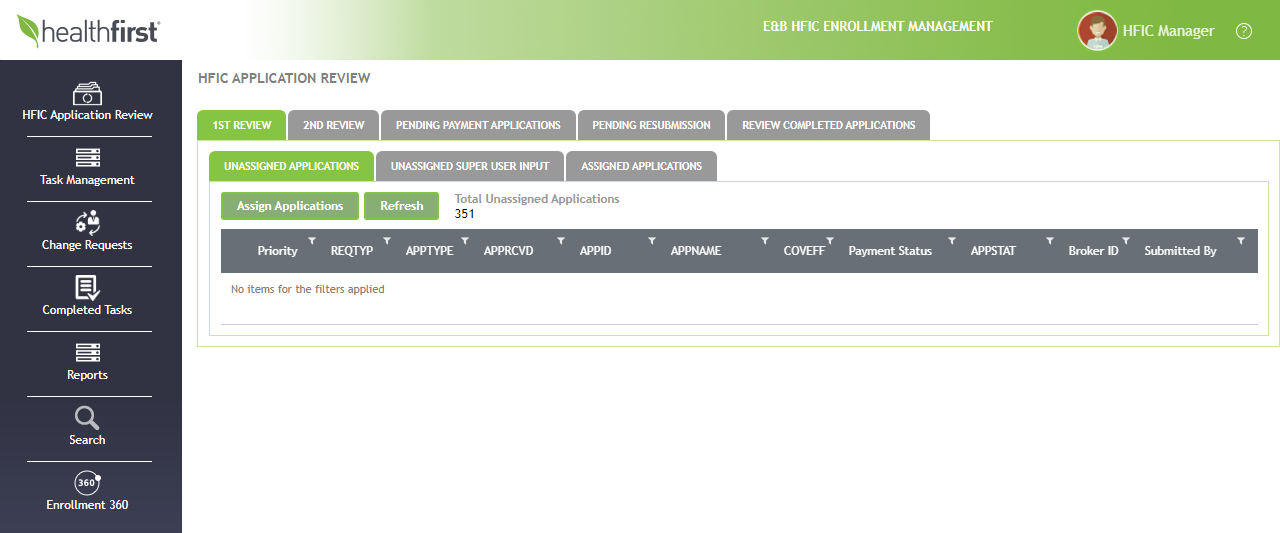 healthfirst
E&B HFIC ENROLLMENT MANAGEMENT
HFIC Manager
?
HFIC Application Review
Task Management
Change Requests
Completed Tasks
Reports
Search
360
Enrollment 360
HFIC APPLICATION REVIEW
1ST REVIEW 2ND REVIEW PENDING PAYMENT APPLICATIONS PENDING RESUBMISSION REVIEW COMPLETED APPLICATIONS
UNASSIGNED APPLICATIONS UNASSIGNED SUPER USER INPUT ASSIGNED APPLICATIONS
Assign Applications Refresh Total Unassigned Applications
351
Priority REQTYP APPTYPE APPRCVD APPID APPNAME COVEFF Payment Status APPSTAT Broker ID Submitted By
No items for the filters applied